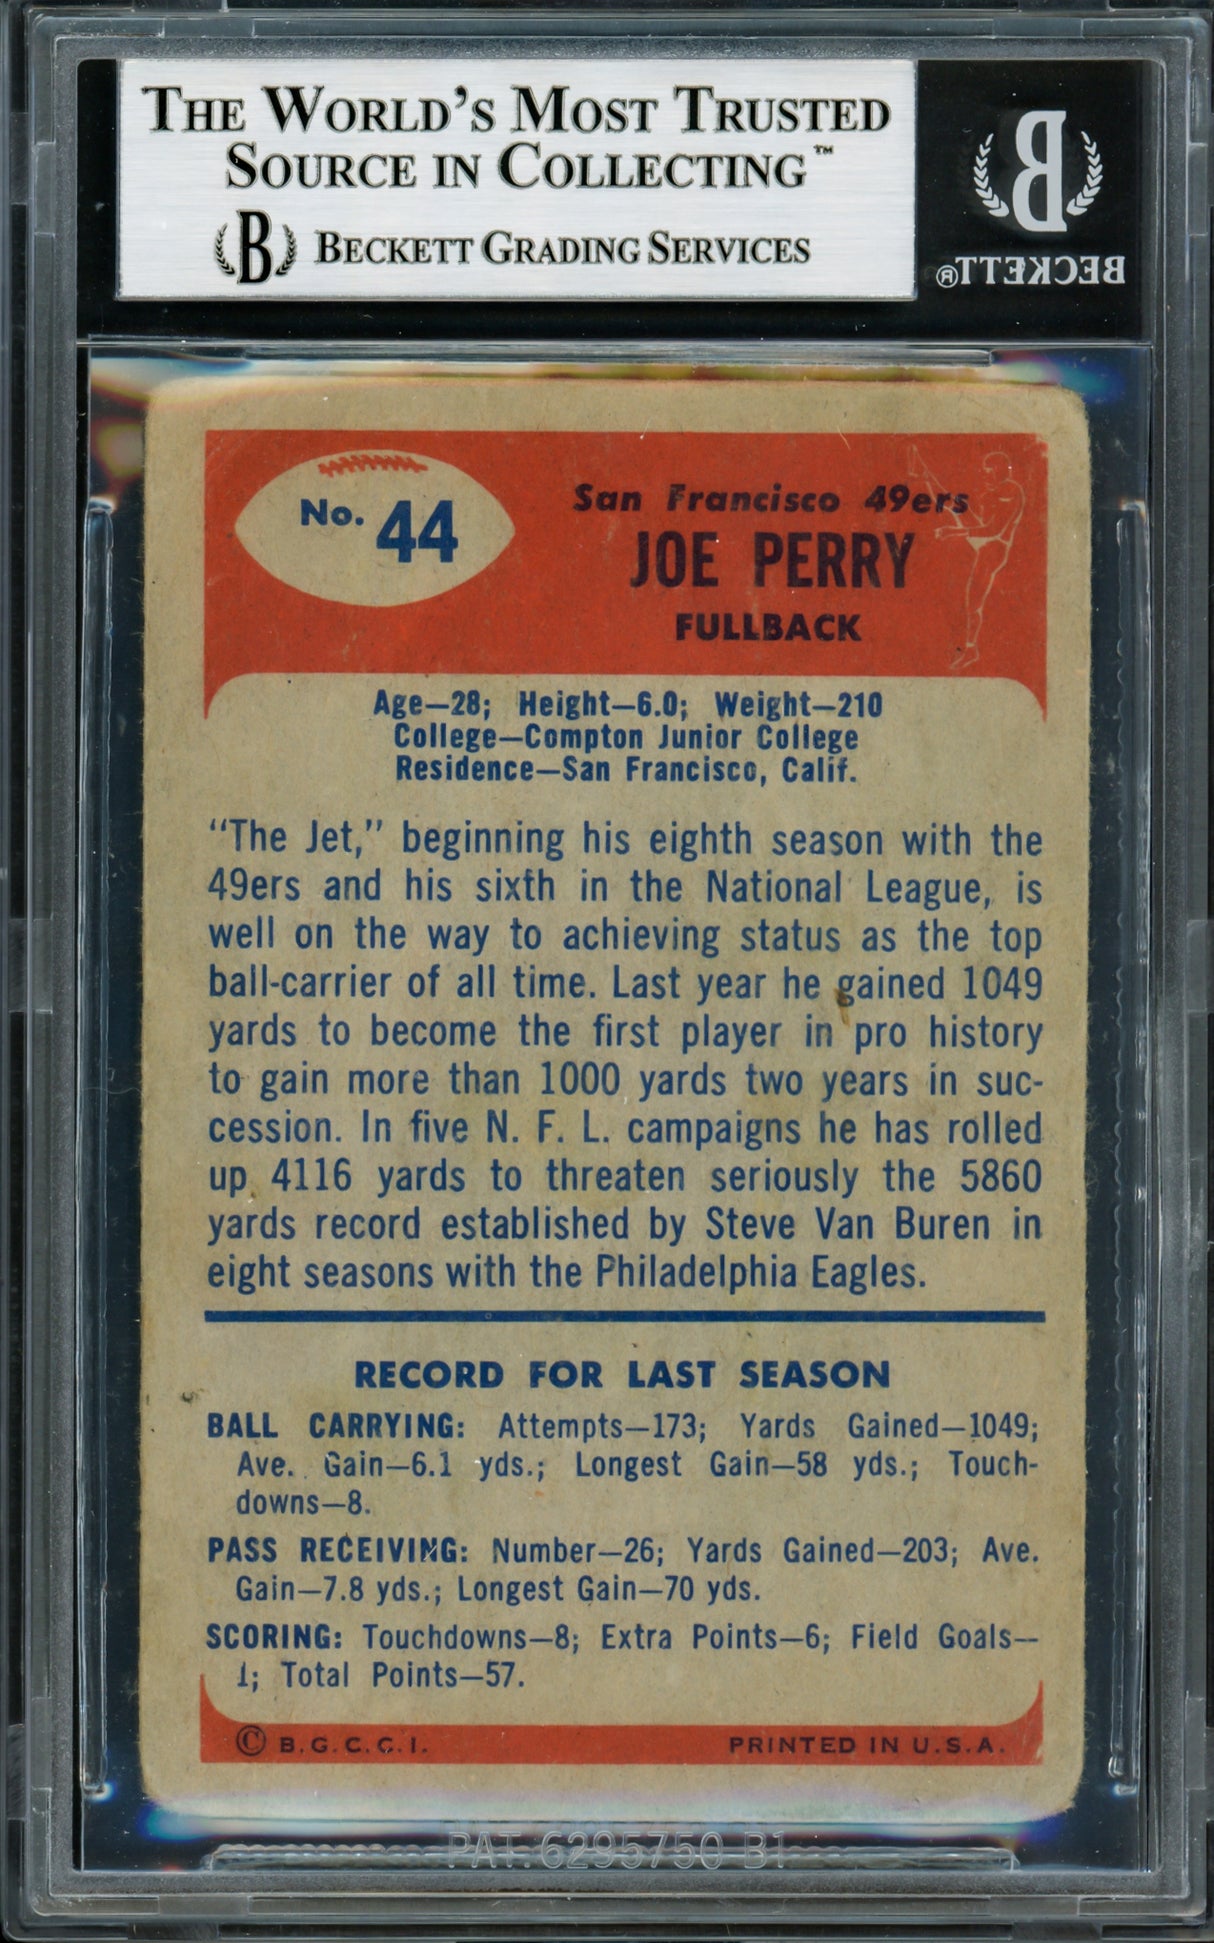 THE WORLD'S MOST TRUSTED
SOURCE IN COLLECTING™
B BECKETT GRADING SERVICES
B
BECKETT®
No. 44
San Francisco 49ers
JOE PERRY
FULLBACK
Age—28; Height—6.0; Weight—210
College—Compton Junior College
Residence—San Francisco, Calif.
"The Jet," beginning his eighth season with the
49ers and his sixth in the National League, is
well on the way to achieving status as the top
ball-carrier of all time. Last year he gained 1049
yards to become the first player in pro history
to gain more than 1000 yards two years in suc-
cession. In five N. F. L. campaigns he has rolled
up 4116 yards to threaten seriously the 5860
yards record established by Steve Van Buren in
eight seasons with the Philadelphia Eagles.
RECORD FOR LAST SEASON
BALL CARRYING: Attempts—173; Yards Gained—1049;
Ave. Gain—6.1 yds.; Longest Gain—58 yds.; Touch-
downs—8.
PASS RECEIVING: Number—26; Yards Gained—203; Ave.
Gain—7.8 yds.; Longest Gain—70 yds.
SCORING: Touchdowns—8; Extra Points—6; Field Goals—
1; Total Points—57.
© B.G.C.C.I. PRINTED IN U.S.A.
PAT. 6295750 B1